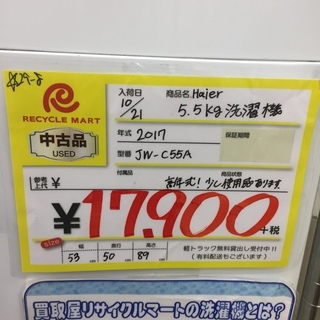 RECYCLE MART
中古品
USED
入荷日
10/21
商品名 Haier
5.5kg洗濯機
年式 2017
保証期間
型番 JW-C55A
付属品
商品状態
参考上代 ¥
少し使用感あります
¥17,900
+税
SIZE
幅
奥行
高さ
53 cm
50 cm
89 cm
軽トラック無料貸出し受付中!!
(有料配送もございます)
買取屋リサイクルマートの洗濯機とは?